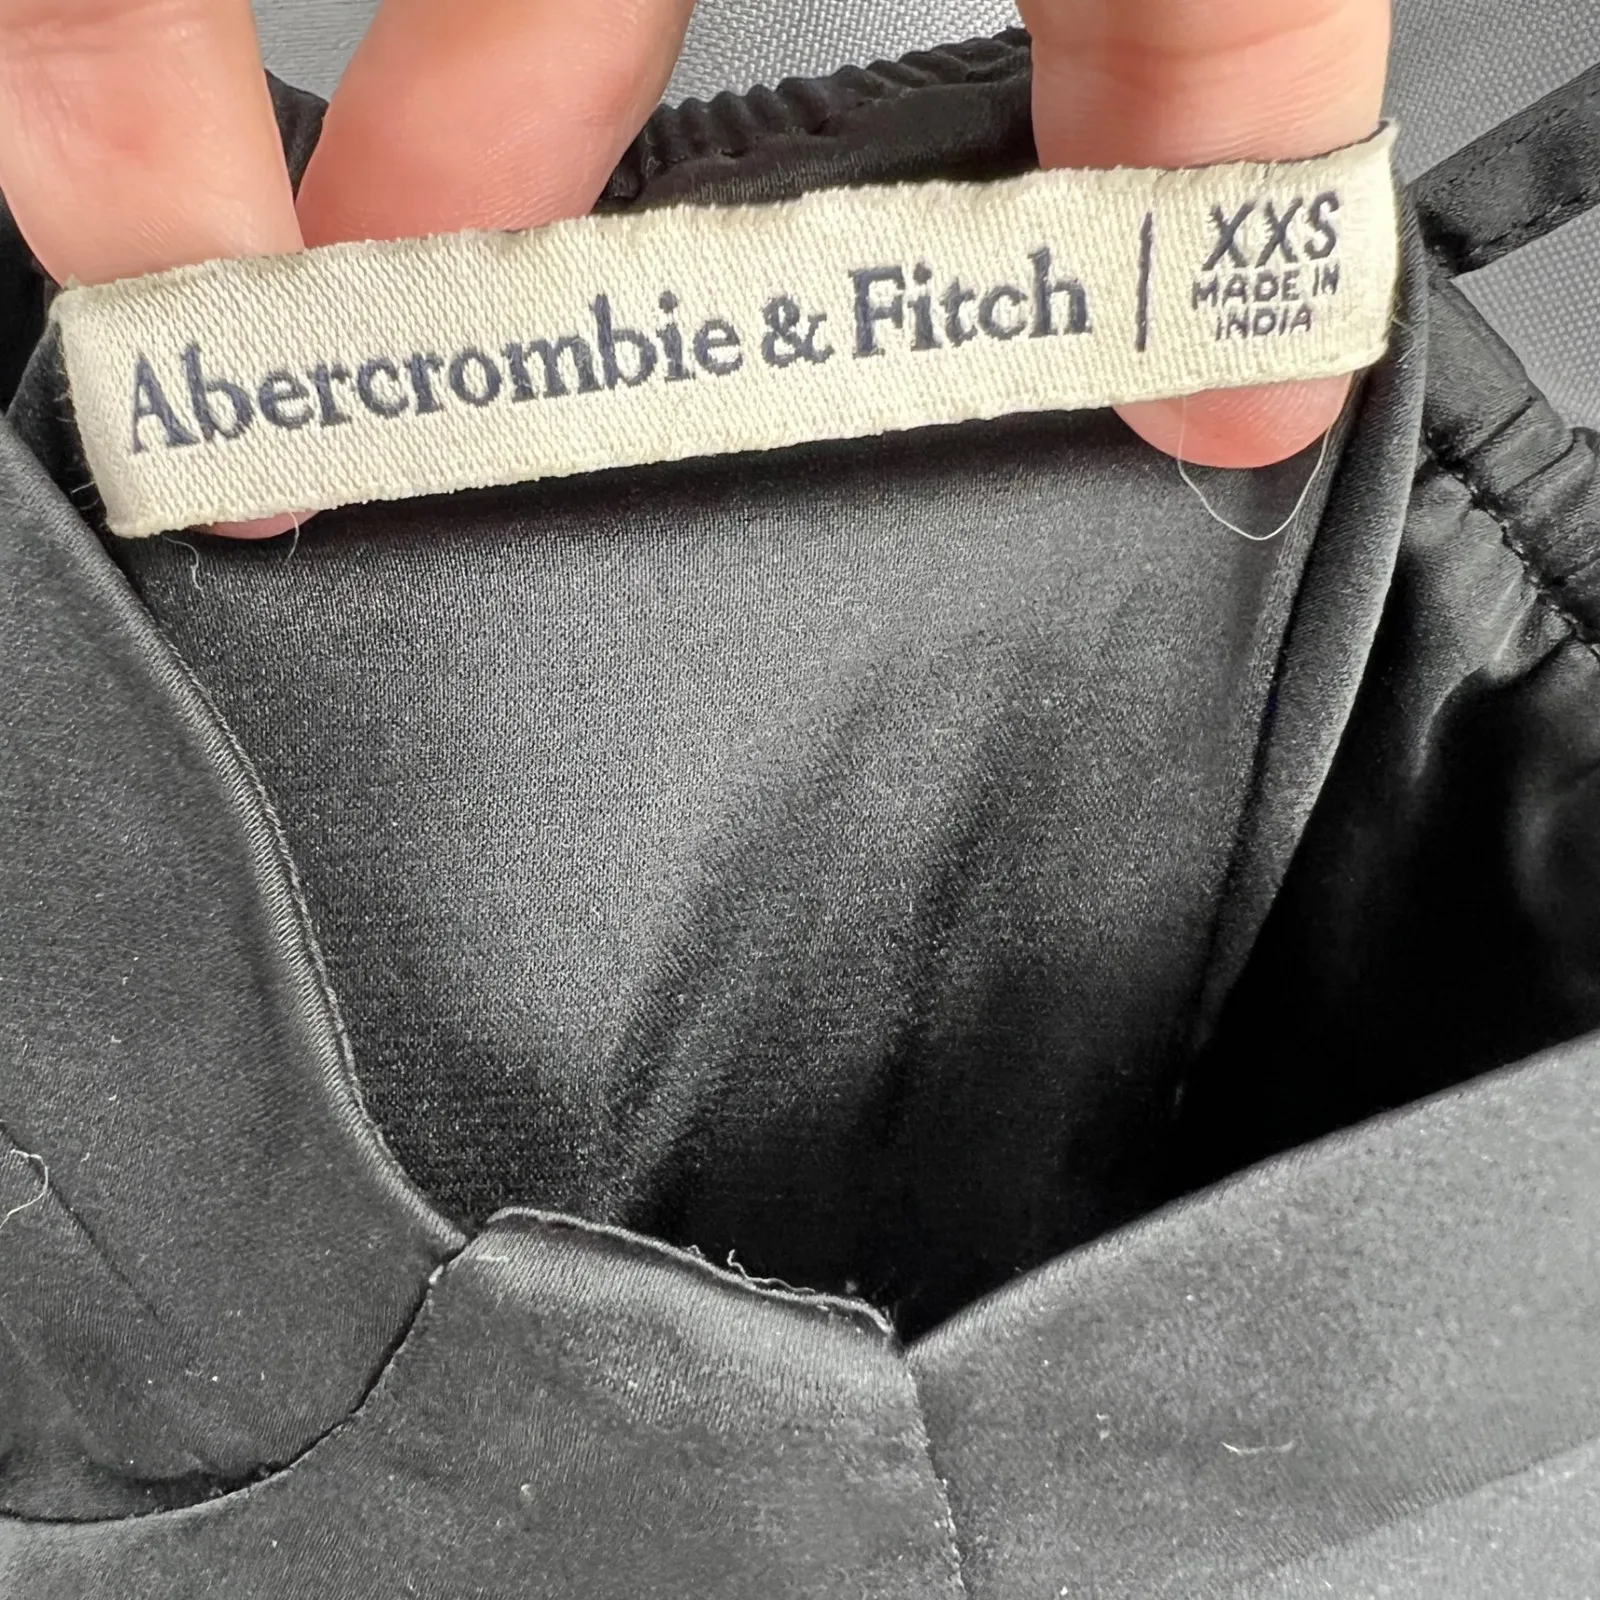 Abercrombie & Fitch | XXS
MADE IN
INDIA